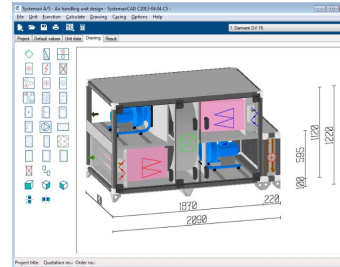 Systemair A/S - Air handling unit design - SystemairCAD C2013-04.04.C5 -
File Unit Function Calculate Drawing Casing Options Help
1: Danvent DV 15
Project Default values Unit data Drawing Result
1120
1220
595
100
1870
220
2090
Project title: Quotation no.: Order no.: